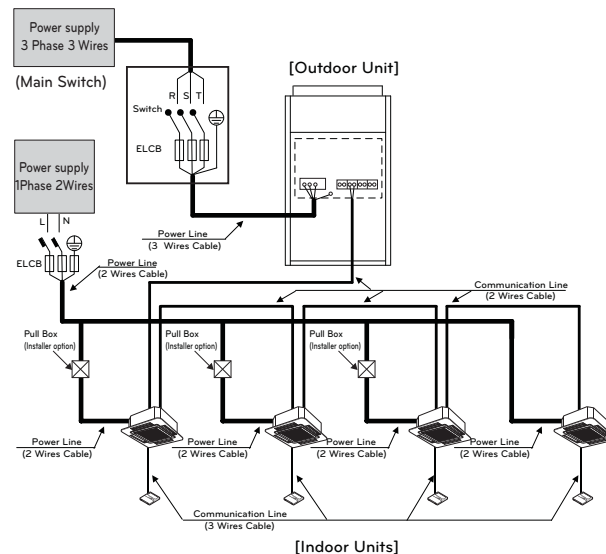 Power supply
3 Phase 3 Wires
(Main Switch)
R S T
Switch
ELCB
[Outdoor Unit]
Power supply
1Phase 2Wires
L N
ELCB
Power Line
(2 Wires Cable)
Power Line
(3 Wires Cable)
Communication Line
(2 Wires Cable)
Pull Box
(Installer option)
Pull Box
(Installer option)
Pull Box
(Installer option)
Power Line
(2 Wires Cable)
Power Line
(2 Wires Cable)
Power Line
(2 Wires Cable)
Power Line
(2 Wires Cable)
Communication Line
(3 Wires Cable)
[Indoor Units]